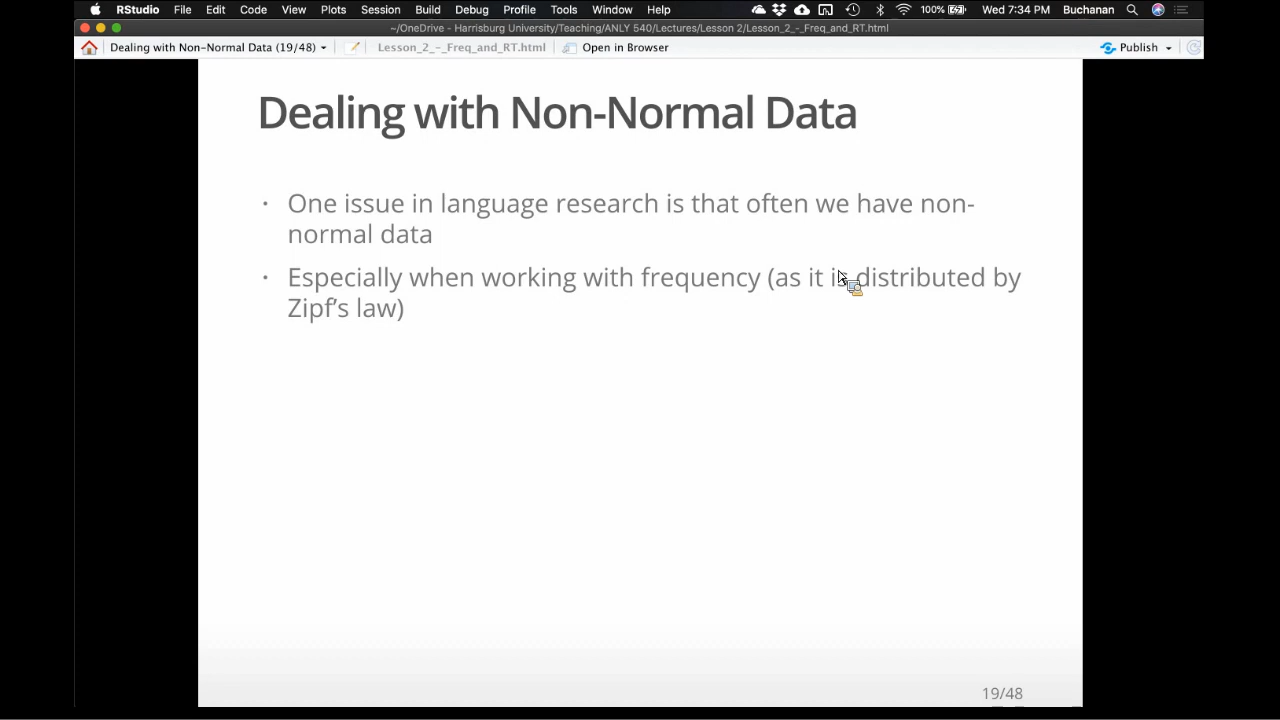 RStudio File Edit Code View Plots Session Build Debug Profile Tools Window Help 100% Wed 7:34 PM Buchanan
~/OneDrive - Harrisburg University/Teaching/ANLY 540/Lectures/Lesson 2/Lesson_2_-_Freq_and_RT.html
Dealing with Non-Normal Data (19/48) Lesson_2_-_Freq_and_RT.html Open in Browser Publish
Dealing with Non-Normal Data
• One issue in language research is that often we have non-
normal data
• Especially when working with frequency (as it is distributed by
Zipf's law)
19/48